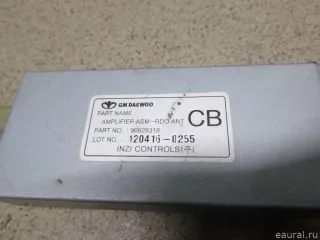 GM DAEWOO
PART NAME
AMPLIFIER ASM-RDO ANT
CB
PART NO. 96628318
LOT NO. 120416-0255
INZI CONTROLS(주)
eaural.ru